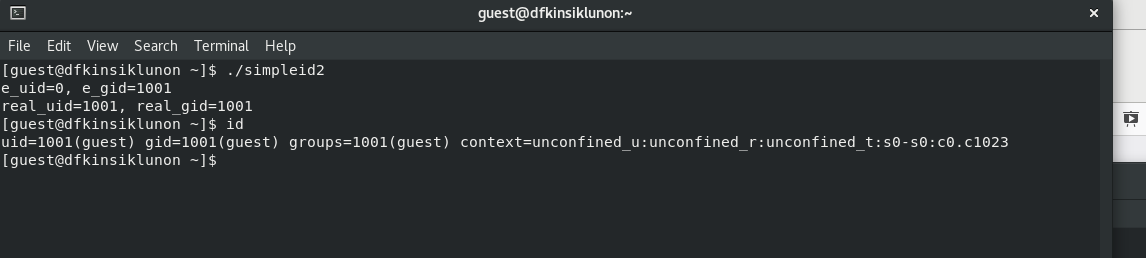 guest@dfkinsiklunon:~
File Edit View Search Terminal Help
[guest@dfkinsiklunon ~]$ ./simpleid2
e_uid=0, e_gid=1001
real_uid=1001, real_gid=1001
[guest@dfkinsiklunon ~]$ id
uid=1001(guest) gid=1001(guest) groups=1001(guest) context=unconfined_u:unconfined_r:unconfined_t:s0-s0:c0.c1023
[guest@dfkinsiklunon ~]$